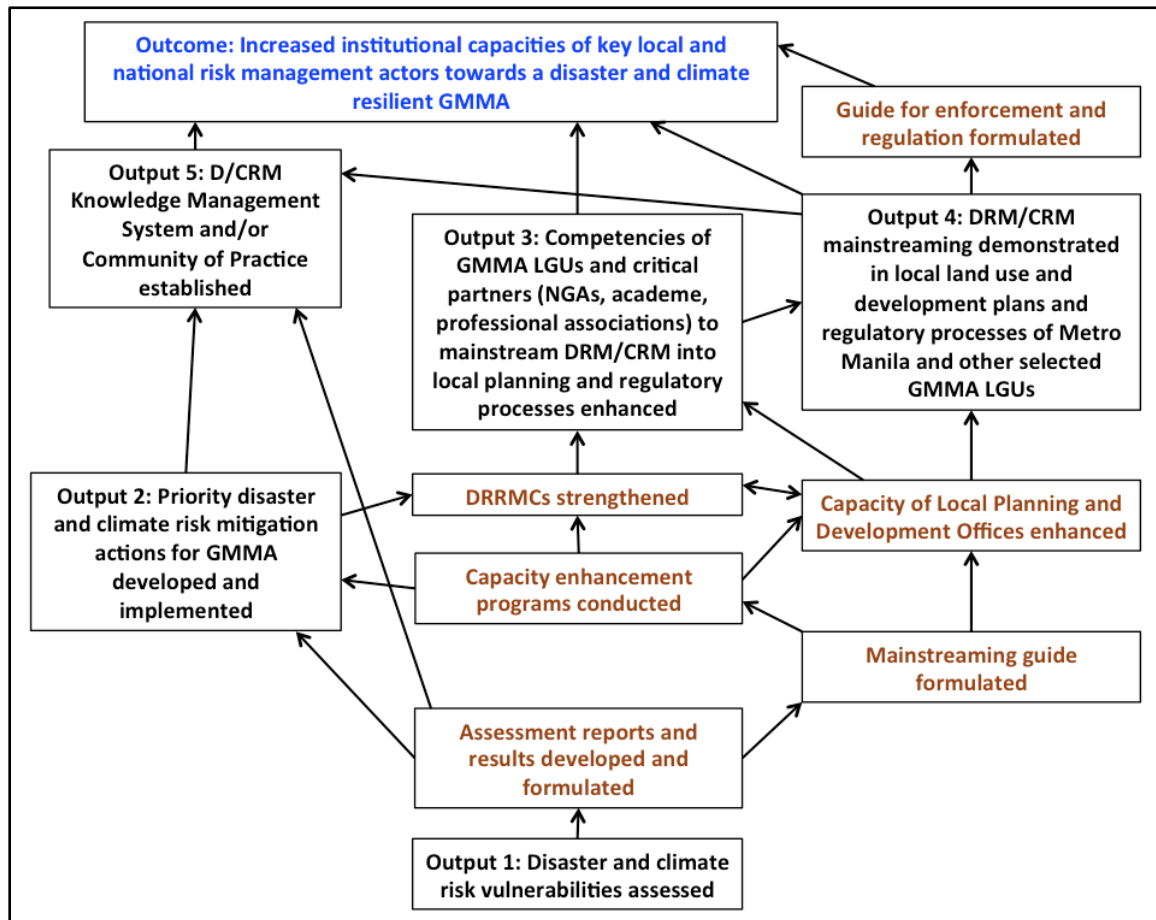 Outcome: Increased institutional capacities of key local and
national risk management actors towards a disaster and climate
resilient GMMA
Guide for enforcement and
regulation formulated
Output 5: D/CRM
Knowledge Management
System and/or
Community of Practice
established
Output 3: Competencies of
GMMA LGUs and critical
partners (NGAs, academe,
professional associations) to
mainstream DRM/CRM into
local planning and regulatory
processes enhanced
Output 4: DRM/CRM
mainstreaming demonstrated
in local land use and
development plans and
regulatory processes of Metro
Manila and other selected
GMMA LGUs
Output 2: Priority disaster
and climate risk mitigation
actions for GMMA
developed and
implemented
DRRMCs strengthened
Capacity of Local Planning and
Development Offices enhanced
Capacity enhancement
programs conducted
Mainstreaming guide
formulated
Assessment reports and
results developed and
formulated
Output 1: Disaster and climate
risk vulnerabilities assessed